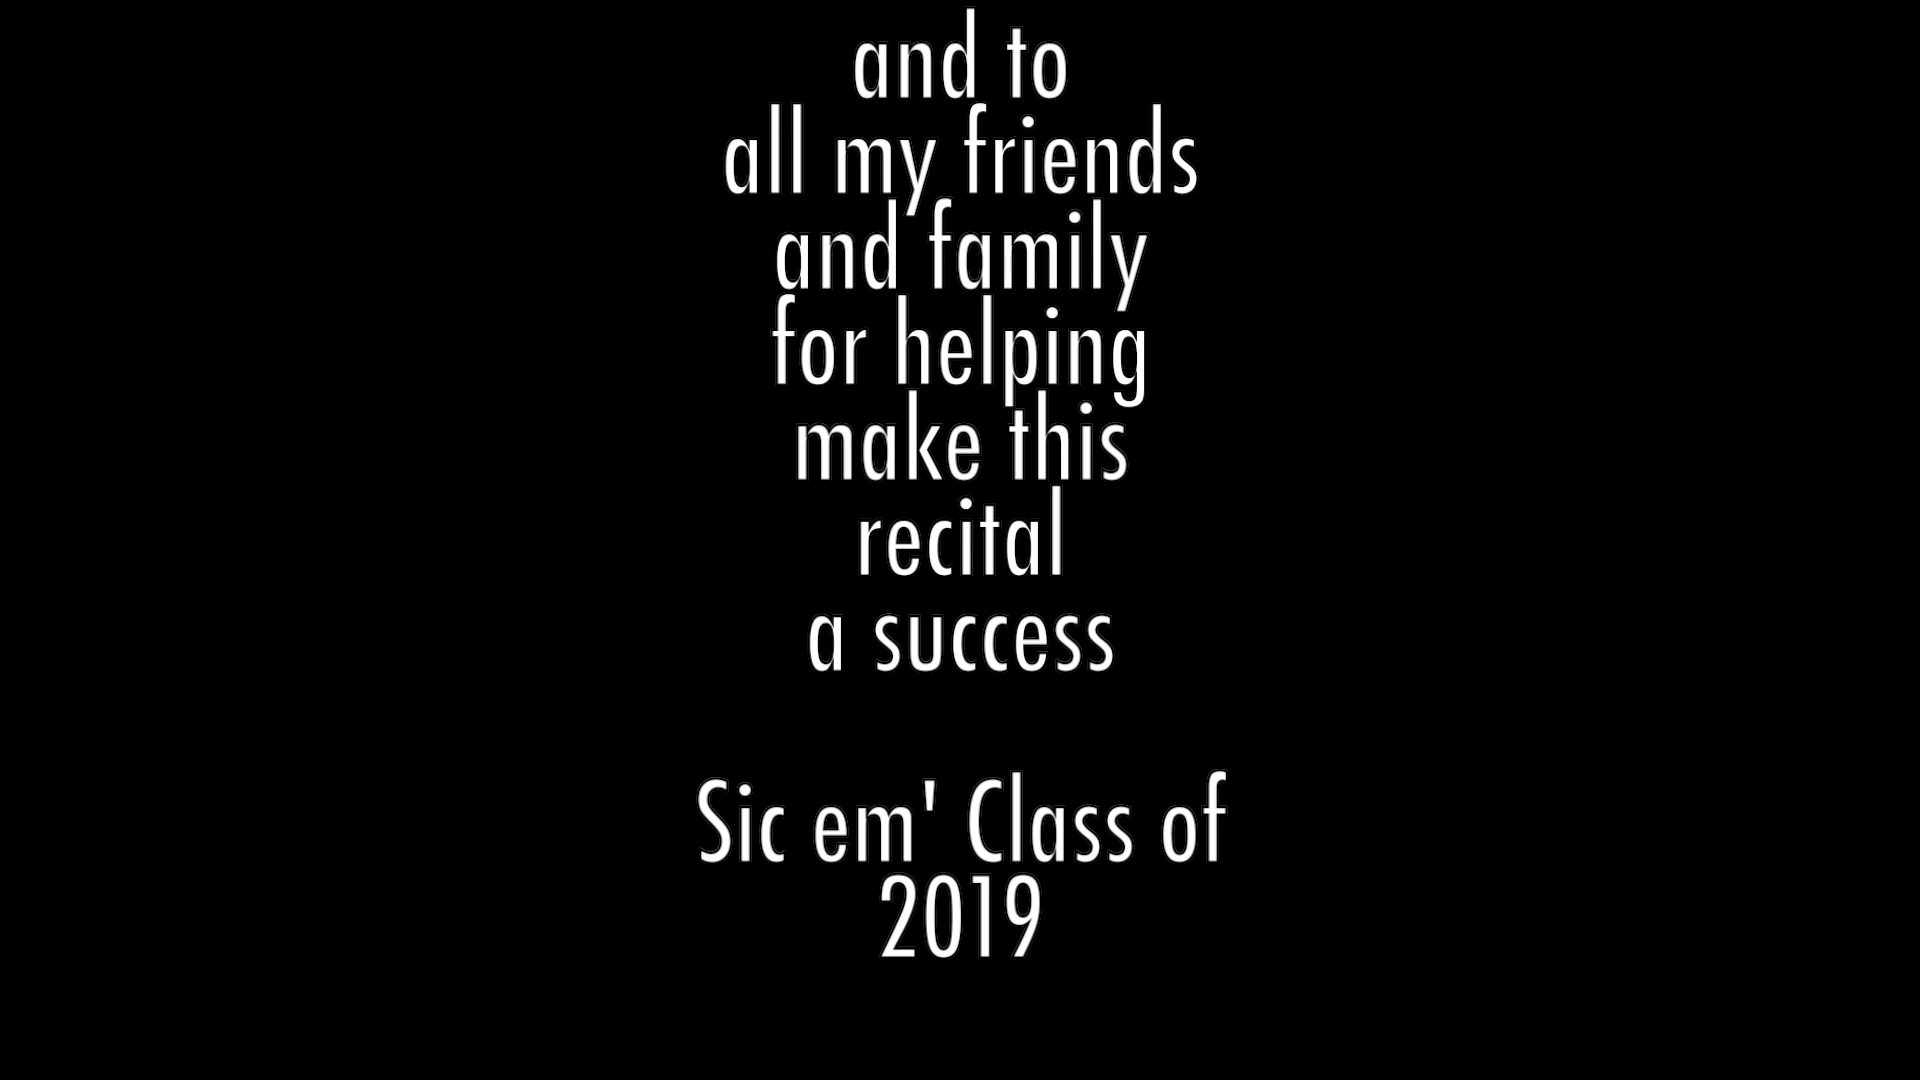 and to
all my friends
and family
for helping
make this
recital
a success
Sic em' Class of
2019